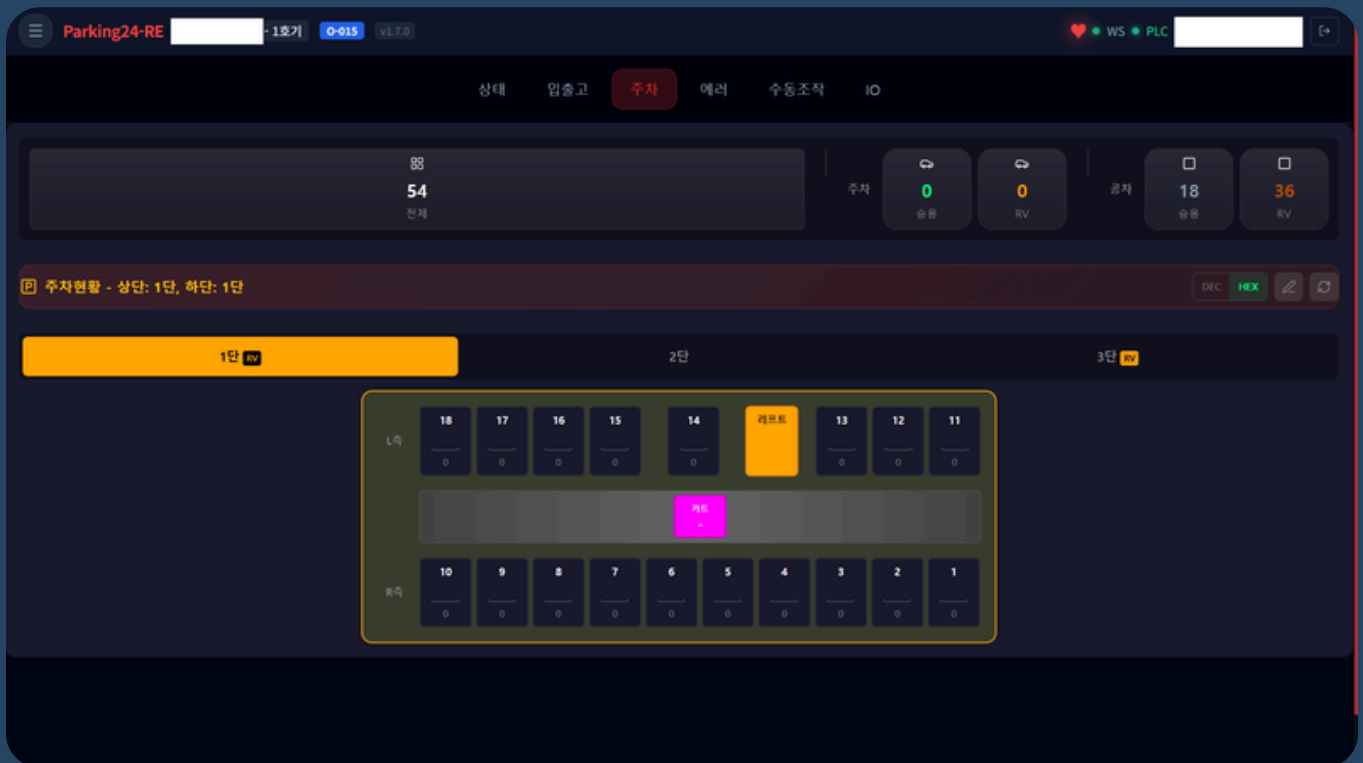 Parking24-RE - 1호기 O-015 v1.7.0 WS PLC
상태 입출고 주차 에러 수동조작 IO
54
전체
주차
0
승용
0
RV
공차
18
승용
36
RV
주차현황 - 상단: 1단, 하단: 1단 DEC HEX
1단 RV 2단 3단 RV
L측
18 17 16 15 14 리프트 13 12 11
0 0 0 0 0 0 0 0
카트
R측
10 9 8 7 6 5 4 3 2 1
0 0 0 0 0 0 0 0 0 0